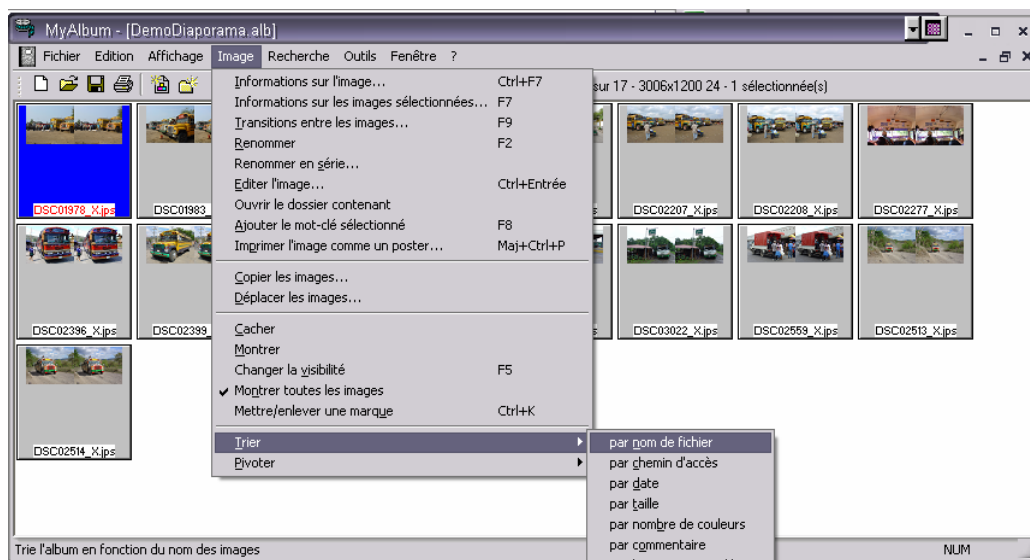 MyAlbum - [DemoDiaporama.alb]
Fichier Edition Affichage Image Recherche Outils Fenêtre ?
sur 17 - 3006x1200 24 - 1 sélectionnée(s)
Informations sur l'image... Ctrl+F7
Informations sur les images sélectionnées... F7
Transitions entre les images... F9
Renommer F2
Renommer en série...
Editer l'image... Ctrl+Entrée
Ouvrir le dossier contenant
Ajouter le mot-clé sélectionné F8
Imprimer l'image comme un poster... Maj+Ctrl+P
Copier les images...
Déplacer les images...
Cacher
Montrer
Changer la visibilité F5
Montrer toutes les images
Mettre/enlever une marque Ctrl+K
Trier
Pivoter
par nom de fichier
par chemin d'accès
par date
par taille
par nombre de couleurs
par commentaire
DSC01978_X.jps DSC01983 DSC02207_X.jps DSC02208_X.jps DSC02277_X.jps
DSC02396_X.jps DSC02399 DSC03022_X.jps DSC02559_X.jps DSC02513_X.jps
DSC02514_X.jps
Trie l'album en fonction du nom des images NUM